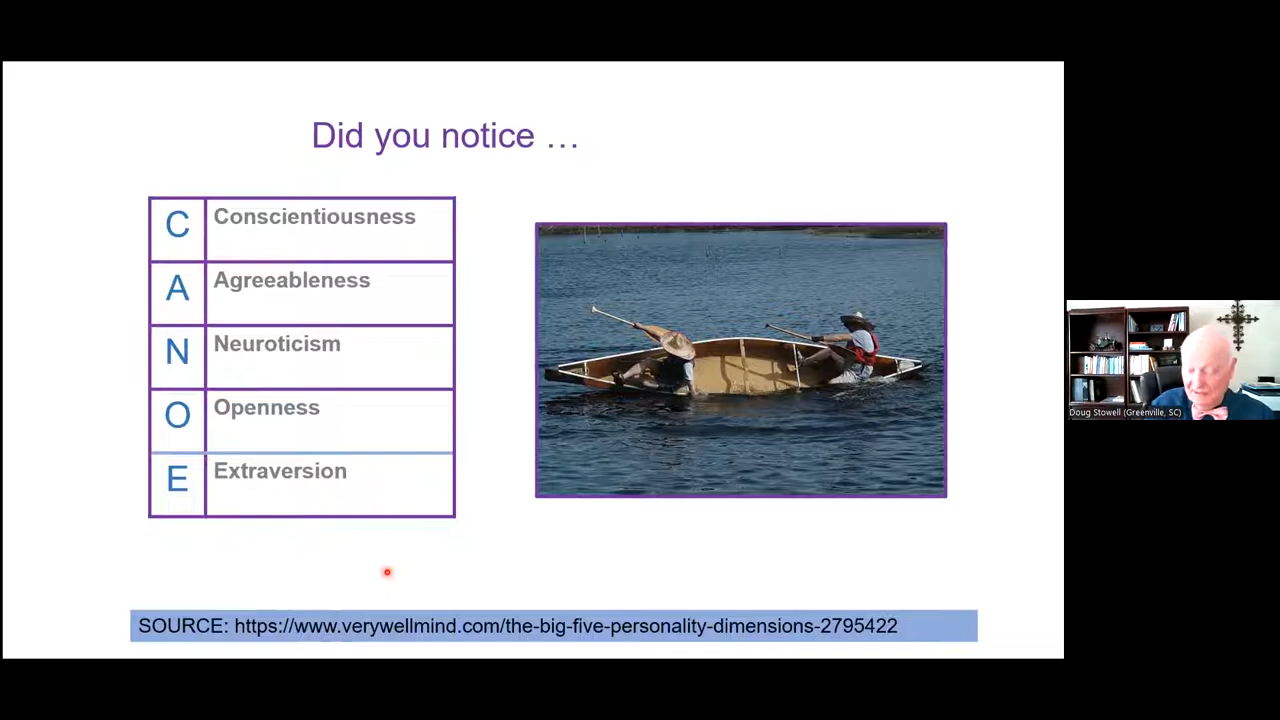 Did you notice …
C Conscientiousness
A Agreeableness
N Neuroticism
O Openness
E Extraversion
SOURCE: https://www.verywellmind.com/the-big-five-personality-dimensions-2795422
Doug Stowell (Greenville, SC)